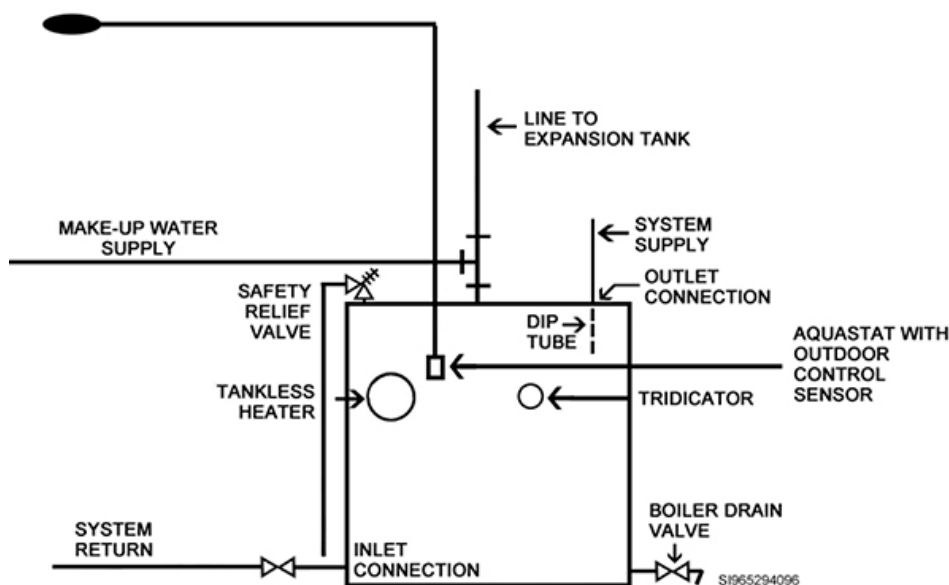 LINE TO
EXPANSION TANK
MAKE-UP WATER
SUPPLY
SYSTEM
SUPPLY
SAFETY
RELIEF
VALVE
OUTLET
CONNECTION
DIP
TUBE
AQUASTAT WITH
OUTDOOR
CONTROL
SENSOR
TANKLESS
HEATER
TRIDICATOR
SYSTEM
RETURN
INLET
CONNECTION
BOILER DRAIN
VALVE
SI965294096